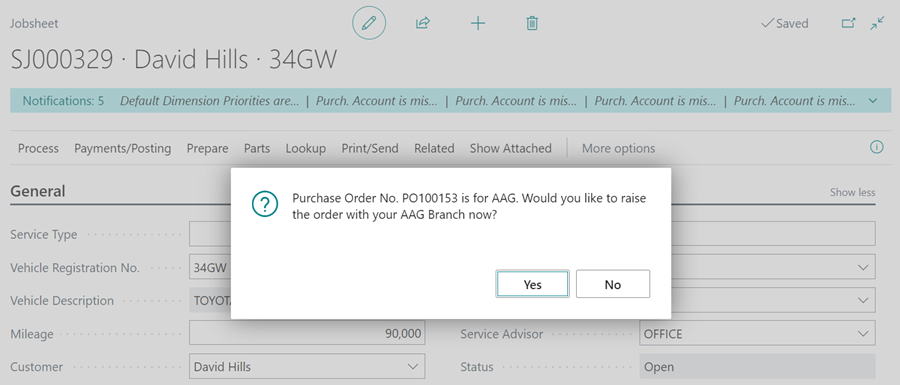 Jobsheet
Saved
SJ000329 · David Hills · 34GW
Notifications: 5 Default Dimension Priorities are... | Purch. Account is mis... | Purch. Account is mis... | Purch. Account is mis... | Purch. Account is mis...
Process Payments/Posting Prepare Parts Lookup Print/Send Related Show Attached More options
General
Show less
Purchase Order No. PO100153 is for AAG. Would you like to raise
the order with your AAG Branch now?
Yes No
Service Type
Vehicle Registration No. 34GW
Vehicle Description TOYOTA
Mileage 90,000
Service Advisor OFFICE
Customer David Hills
Status Open